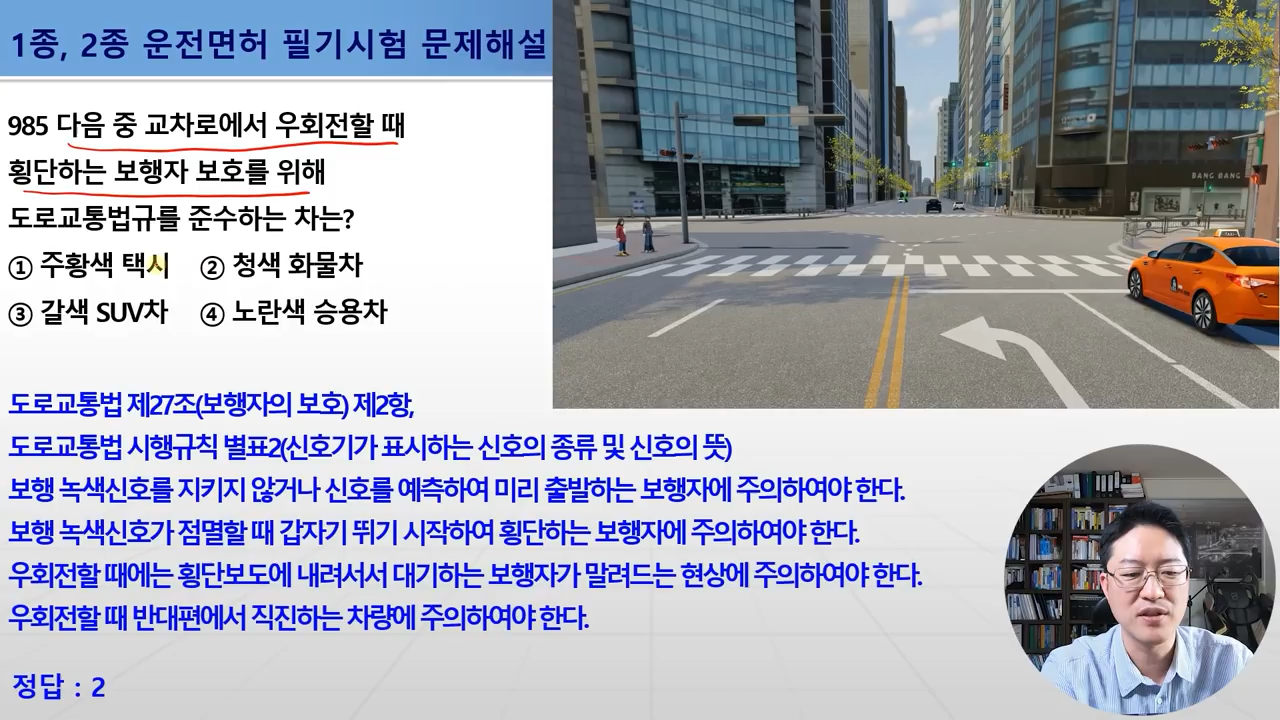 1종, 2종 운전면허 필기시험 문제해설
985 다음 중 교차로에서 우회전할 때
횡단하는 보행자 보호를 위해
도로교통법규를 준수하는 차는?
① 주황색 택시 ② 청색 화물차
③ 갈색 SUV차 ④ 노란색 승용차
도로교통법 제27조(보행자의 보호) 제2항,
도로교통법 시행규칙 별표2(신호기가 표시하는 신호의 종류 및 신호의 뜻)
보행 녹색신호를 지키지 않거나 신호를 예측하여 미리 출발하는 보행자에 주의하여야 한다.
보행 녹색신호가 점멸할 때 갑자기 뛰기 시작하여 횡단하는 보행자에 주의하여야 한다.
우회전할 때에는 횡단보도에 내려서서 대기하는 보행자가 말려드는 현상에 주의하여야 한다.
우회전할 때 반대편에서 직진하는 차량에 주의하여야 한다.
정답 : 2
BANG BANG
TAXI